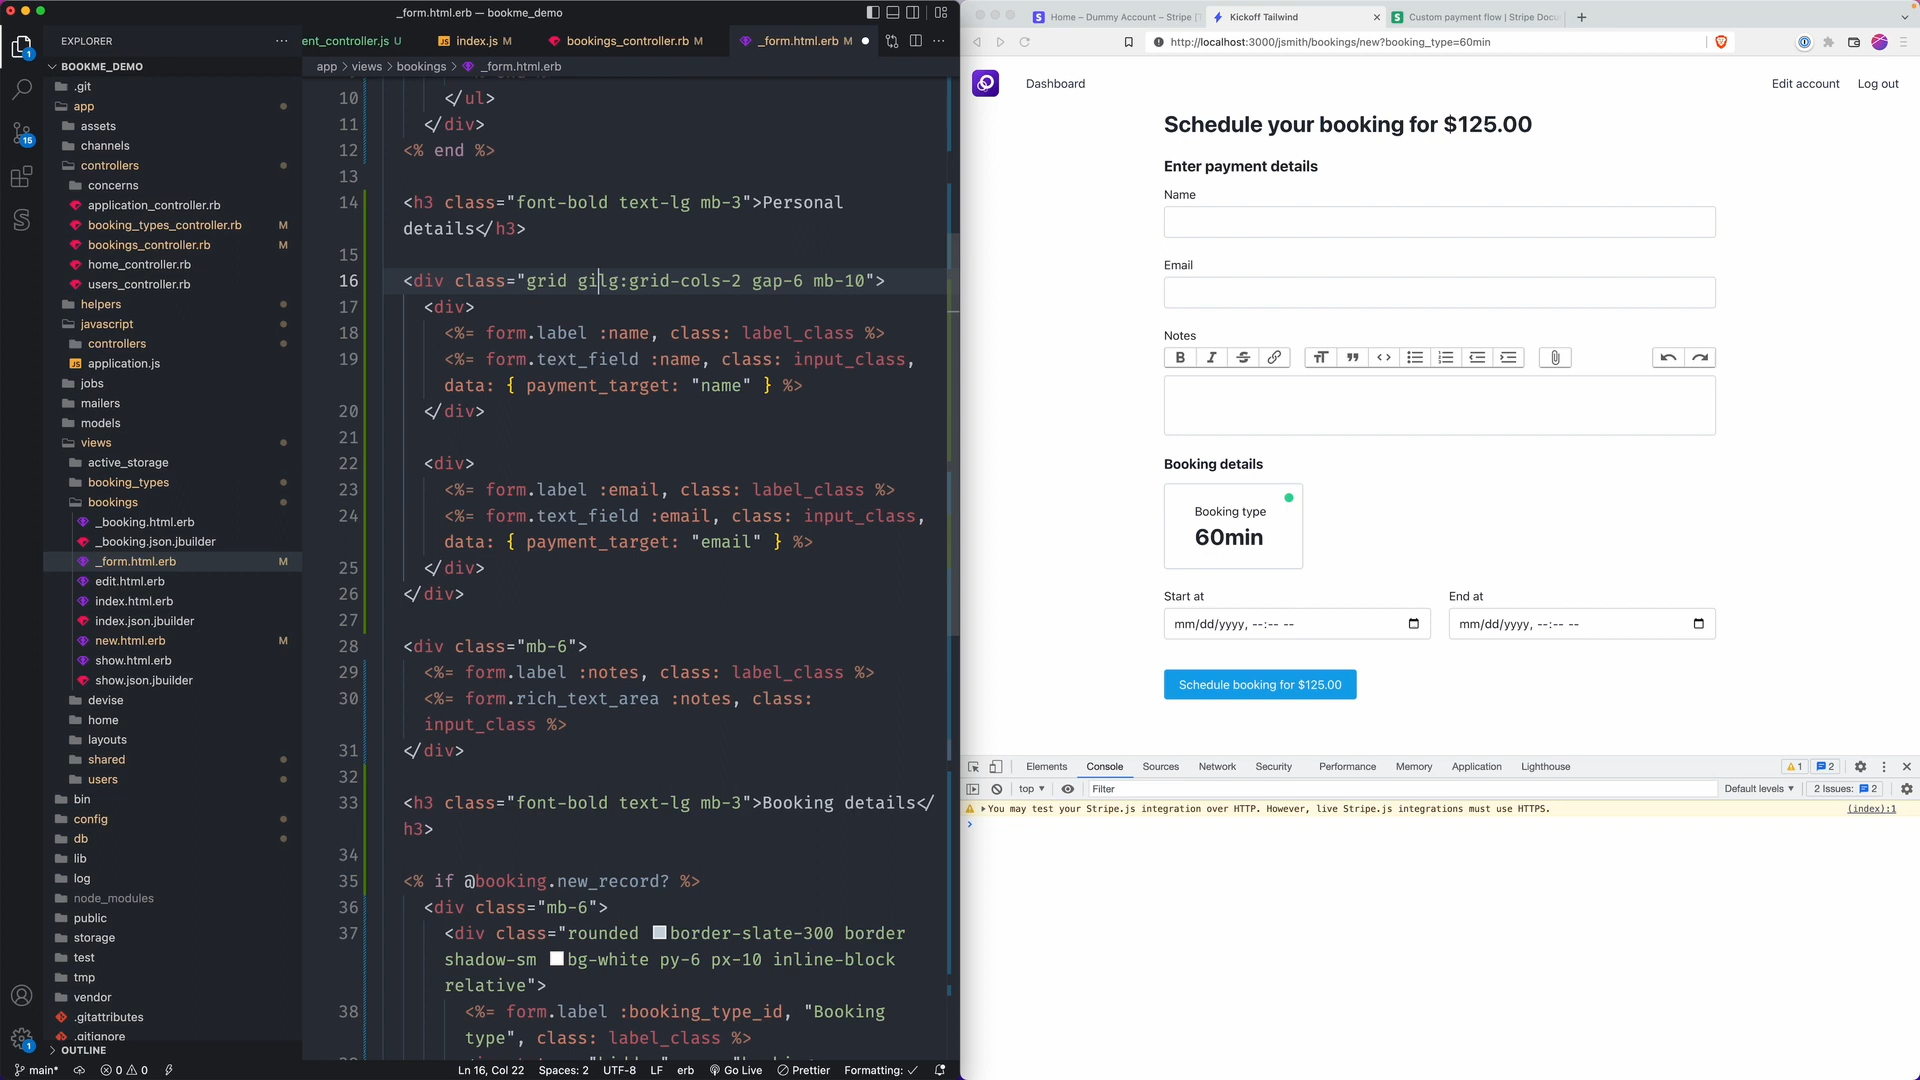 _form.html.erb — bookme_demo
EXPLORER
BOOKME_DEMO
.git
app
assets
channels
controllers
concerns
application_controller.rb
booking_types_controller.rb M
bookings_controller.rb M
home_controller.rb
users_controller.rb
helpers
javascript
controllers
application.js
jobs
mailers
models
views
active_storage
booking_types
bookings
_booking.html.erb
_booking.json.jbuilder
_form.html.erb M
edit.html.erb
index.html.erb
index.json.jbuilder
new.html.erb M
show.html.erb
show.json.jbuilder
devise
home
layouts
shared
users
bin
config
db
lib
log
node_modules
public
storage
test
tmp
vendor
.gitattributes
.gitignore
OUTLINE
1
15
1
ent_controller.js U index.js M bookings_controller.rb M _form.html.erb M
app > views > bookings > _form.html.erb
10 </ul>
11 </div>
12 <% end %>
13
14 <h3 class="font-bold text-lg mb-3">Personal
details</h3>
15
16 <div class="grid gilg:grid-cols-2 gap-6 mb-10">
17 <div>
18 <%= form.label :name, class: label_class %>
19 <%= form.text_field :name, class: input_class,
data: { payment_target: "name" } %>
20 </div>
21
22 <div>
23 <%= form.label :email, class: label_class %>
24 <%= form.text_field :email, class: input_class,
data: { payment_target: "email" } %>
25 </div>
26 </div>
27
28 <div class="mb-6">
29 <%= form.label :notes, class: label_class %>
30 <%= form.rich_text_area :notes, class:
input_class %>
31 </div>
32
33 <h3 class="font-bold text-lg mb-3">Booking details</
h3>
34
35 <% if @booking.new_record? %>
36 <div class="mb-6">
37 <div class="rounded border-slate-300 border
shadow-sm bg-white py-6 px-10 inline-block
relative">
38 <%= form.label :booking_type_id, "Booking
type", class: label_class %>
main* 0 0 Ln 16, Col 22 Spaces: 2 UTF-8 LF erb Go Live Prettier Formatting: ✓
Home – Dummy Account – Stripe [ Kickoff Tailwind Custom payment flow | Stripe Docu
http://localhost:3000/jsmith/bookings/new?booking_type=60min
Dashboard Edit account Log out
Schedule your booking for $125.00
Enter payment details
Name
Email
Notes
Booking details
Booking type
60min
Start at End at
mm/dd/yyyy, --:-- -- mm/dd/yyyy, --:-- --
Schedule booking for $125.00
Elements Console Sources Network Security Performance Memory Application Lighthouse 1 2
top ▾ Filter Default levels ▾ 2 Issues: 2
You may test your Stripe.js integration over HTTP. However, live Stripe.js integrations must use HTTPS. (index):1